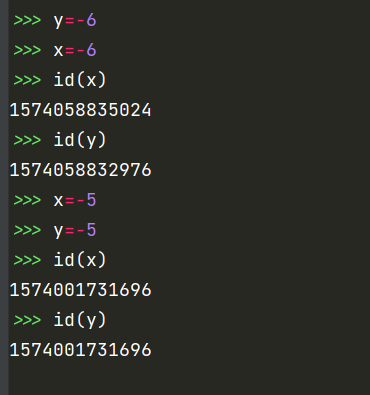 >>> y=-6
>>> x=-6
>>> id(x)
1574058835024
>>> id(y)
1574058832976
>>> x=-5
>>> y=-5
>>> id(x)
1574001731696
>>> id(y)
1574001731696